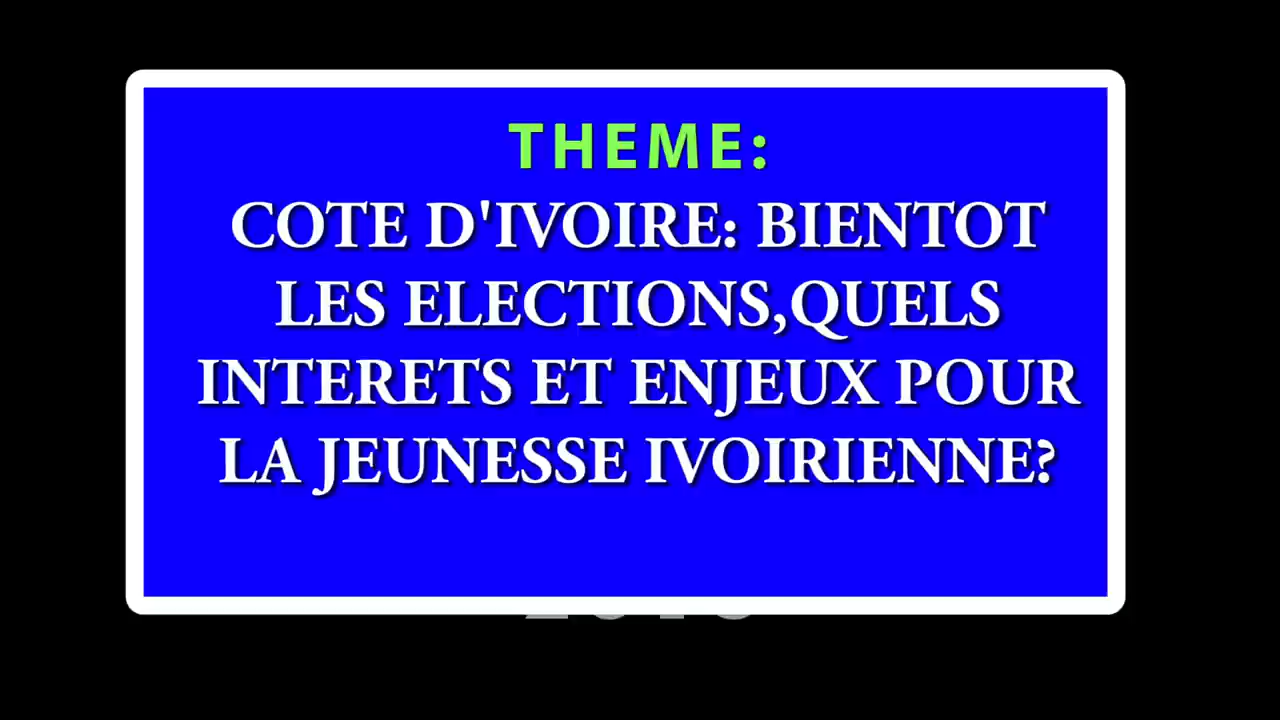 THEME:
COTE D'IVOIRE: BIENTOT
LES ELECTIONS,QUELS
INTERETS ET ENJEUX POUR
LA JEUNESSE IVOIRIENNE?